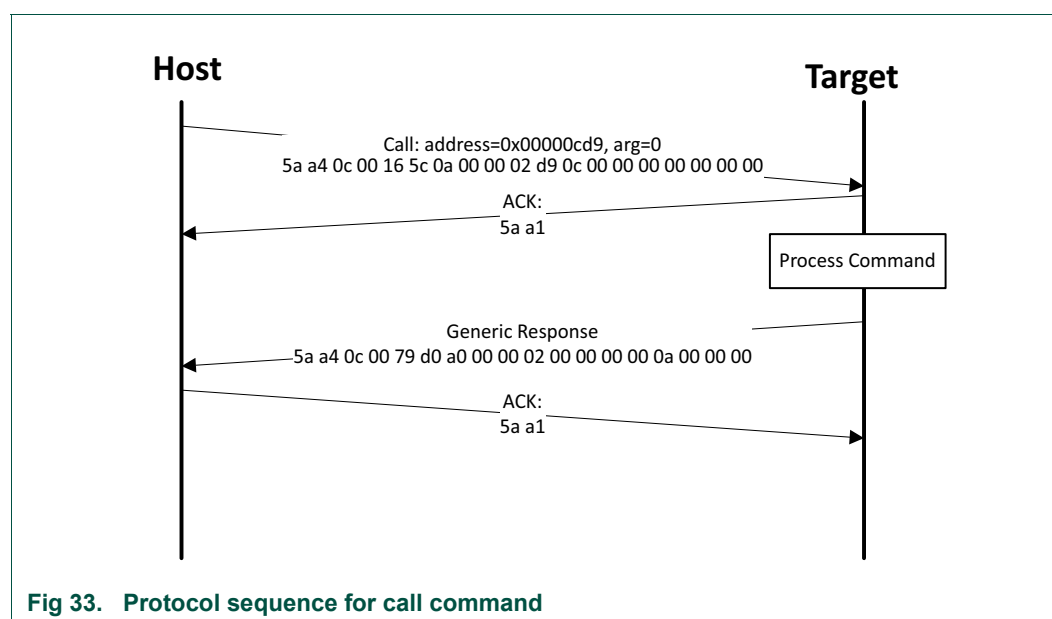 Host
Target
Call: address=0x00000cd9, arg=0
5a a4 0c 00 16 5c 0a 00 00 02 d9 0c 00 00 00 00 00 00 00
ACK:
5a a1
Process Command
Generic Response
5a a4 0c 00 79 d0 a0 00 00 02 00 00 00 00 0a 00 00 00
ACK:
5a a1
Fig 33. Protocol sequence for call command